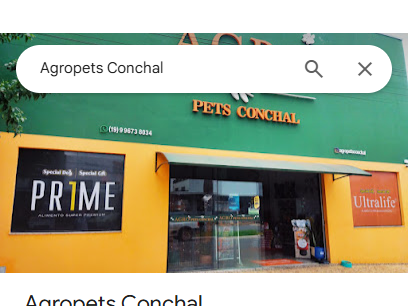 Agropets Conchal
AGR
PETS CONCHAL
(19) 9 9673 8034
agropetsconchal
Special Dog Special Cat
PR1ME
ALIMENTO SUPER PREMIUM
Ultralife
Agropets Conchal